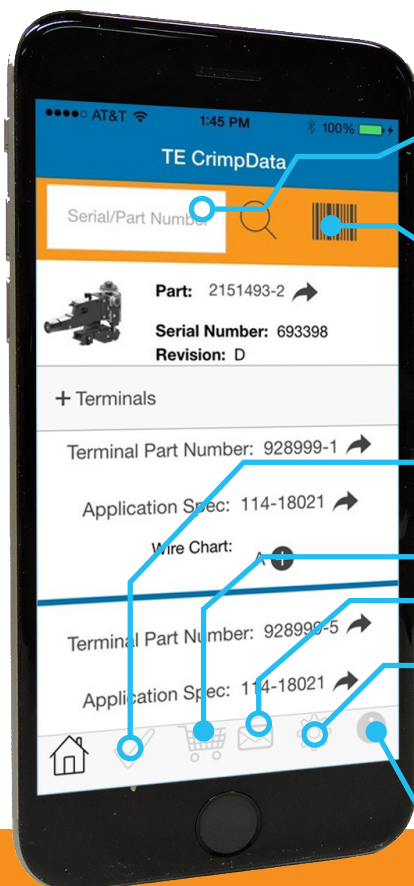 AT&T 1:45 PM 100%
TE CrimpData
Serial/Part Number
Part: 2151493-2
Serial Number: 693398
Revision: D
+ Terminals
Terminal Part Number: 928999-1
Application Spec: 114-18021
Wire Chart: A
Terminal Part Number: 928999-5
Application Spec: 114-18021